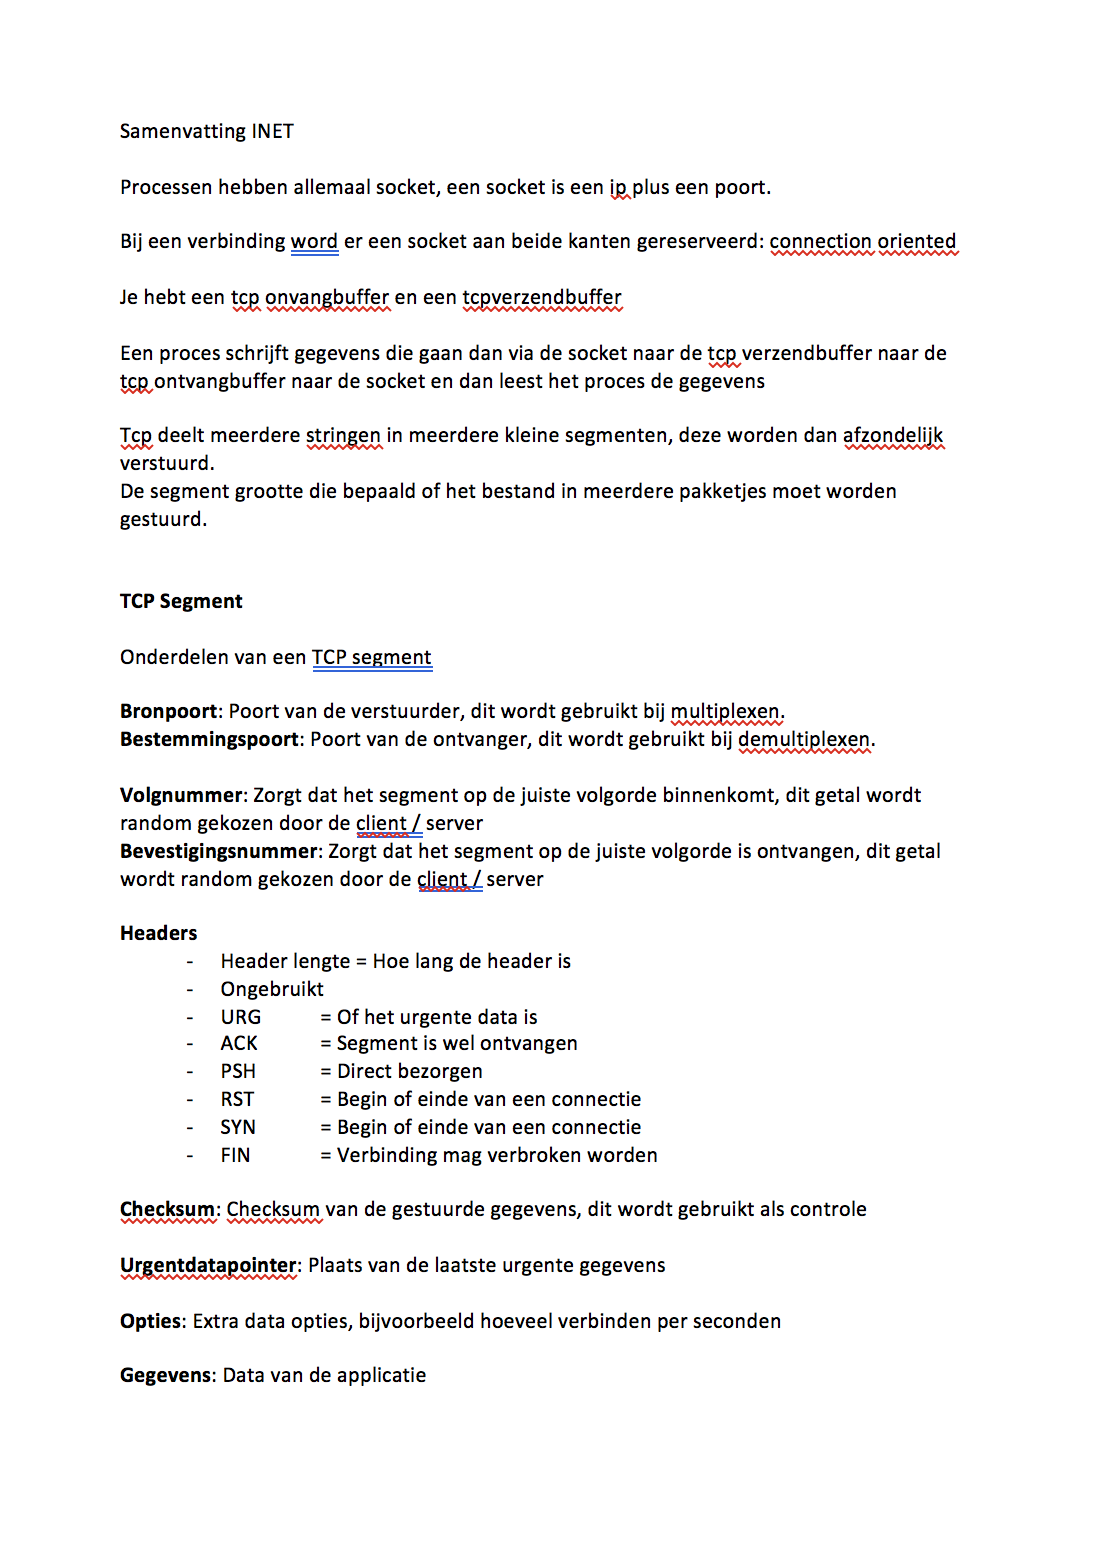 Samenvatting INET
Processen hebben allemaal socket, een socket is een ip plus een poort.
Bij een verbinding word er een socket aan beide kanten gereserveerd: connection oriented
Je hebt een tcp onvangbuffer en een tcpverzendbuffer
Een proces schrijft gegevens die gaan dan via de socket naar de tcp verzendbuffer naar de
tcp ontvangbuffer naar de socket en dan leest het proces de gegevens
Tcp deelt meerdere stringen in meerdere kleine segmenten, deze worden dan afzondelijk
verstuurd.
De segment grootte die bepaald of het bestand in meerdere pakketjes moet worden
gestuurd.
TCP Segment
Onderdelen van een TCP segment
Bronpoort: Poort van de verstuurder, dit wordt gebruikt bij multiplexen.
Bestemmingspoort: Poort van de ontvanger, dit wordt gebruikt bij demultiplexen.
Volgnummer: Zorgt dat het segment op de juiste volgorde binnenkomt, dit getal wordt
random gekozen door de client / server
Bevestigingsnummer: Zorgt dat het segment op de juiste volgorde is ontvangen, dit getal
wordt random gekozen door de client / server
Headers
- Header lengte = Hoe lang de header is
- Ongebruikt
- URG = Of het urgente data is
- ACK = Segment is wel ontvangen
- PSH = Direct bezorgen
- RST = Begin of einde van een connectie
- SYN = Begin of einde van een connectie
- FIN = Verbinding mag verbroken worden
Checksum: Checksum van de gestuurde gegevens, dit wordt gebruikt als controle
Urgentdatapointer: Plaats van de laatste urgente gegevens
Opties: Extra data opties, bijvoorbeeld hoeveel verbinden per seconden
Gegevens: Data van de applicatie